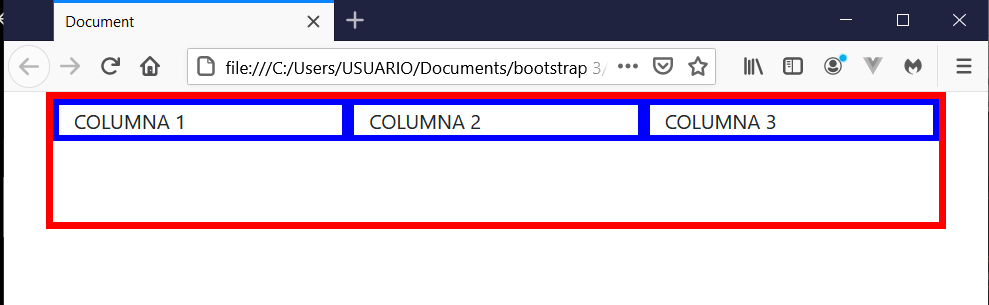 Document
file:///C:/Users/USUARIO/Documents/bootstrap 3/
COLUMNA 1
COLUMNA 2
COLUMNA 3